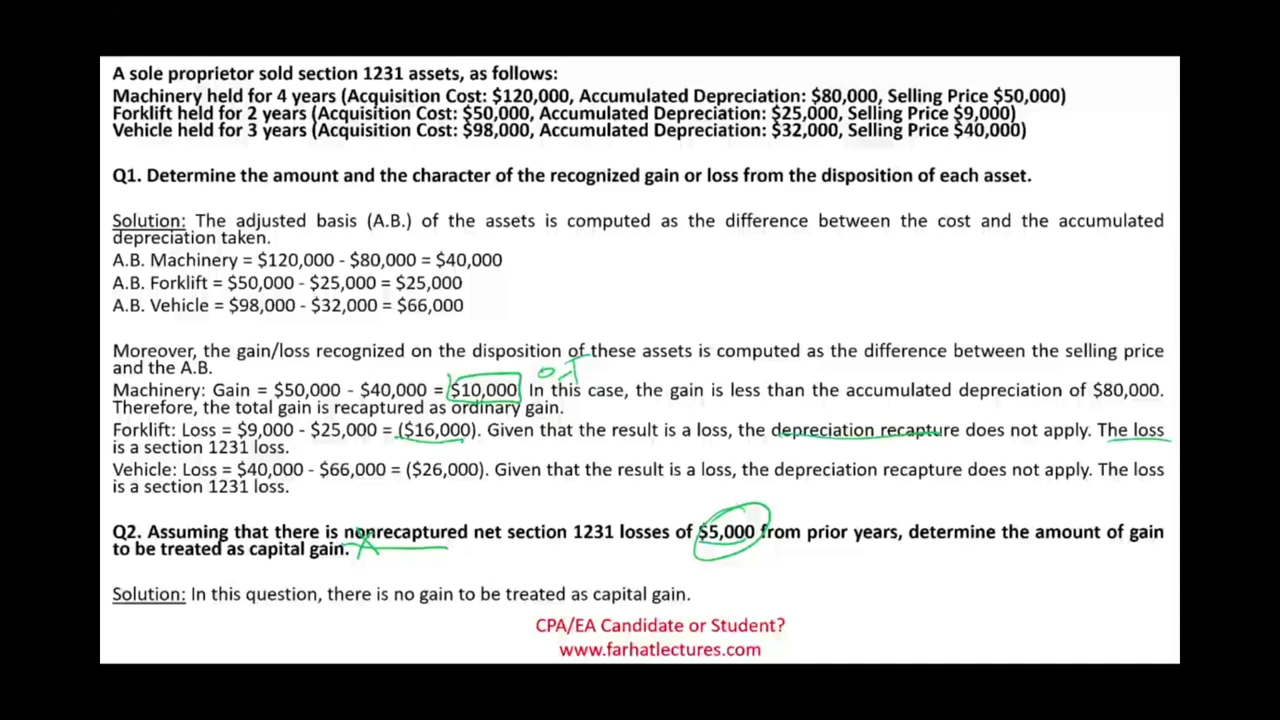 A sole proprietor sold section 1231 assets, as follows:
Machinery held for 4 years (Acquisition Cost: $120,000, Accumulated Depreciation: $80,000, Selling Price $50,000)
Forklift held for 2 years (Acquisition Cost: $50,000, Accumulated Depreciation: $25,000, Selling Price $9,000)
Vehicle held for 3 years (Acquisition Cost: $98,000, Accumulated Depreciation: $32,000, Selling Price $40,000)
Q1. Determine the amount and the character of the recognized gain or loss from the disposition of each asset.
Solution: The adjusted basis (A.B.) of the assets is computed as the difference between the cost and the accumulated
depreciation taken.
A.B. Machinery = $120,000 - $80,000 = $40,000
A.B. Forklift = $50,000 - $25,000 = $25,000
A.B. Vehicle = $98,000 - $32,000 = $66,000
Moreover, the gain/loss recognized on the disposition of these assets is computed as the difference between the selling price
and the A.B.
Machinery: Gain = $50,000 - $40,000 = $10,000 In this case, the gain is less than the accumulated depreciation of $80,000.
Therefore, the total gain is recaptured as ordinary gain.
Forklift: Loss = $9,000 - $25,000 = ($16,000). Given that the result is a loss, the depreciation recapture does not apply. The loss
is a section 1231 loss.
Vehicle: Loss = $40,000 - $66,000 = ($26,000). Given that the result is a loss, the depreciation recapture does not apply. The loss
is a section 1231 loss.
Q2. Assuming that there is nonrecaptured net section 1231 losses of $5,000 from prior years, determine the amount of gain
to be treated as capital gain.
Solution: In this question, there is no gain to be treated as capital gain.
CPA/EA Candidate or Student?
www.farhatlectures.com